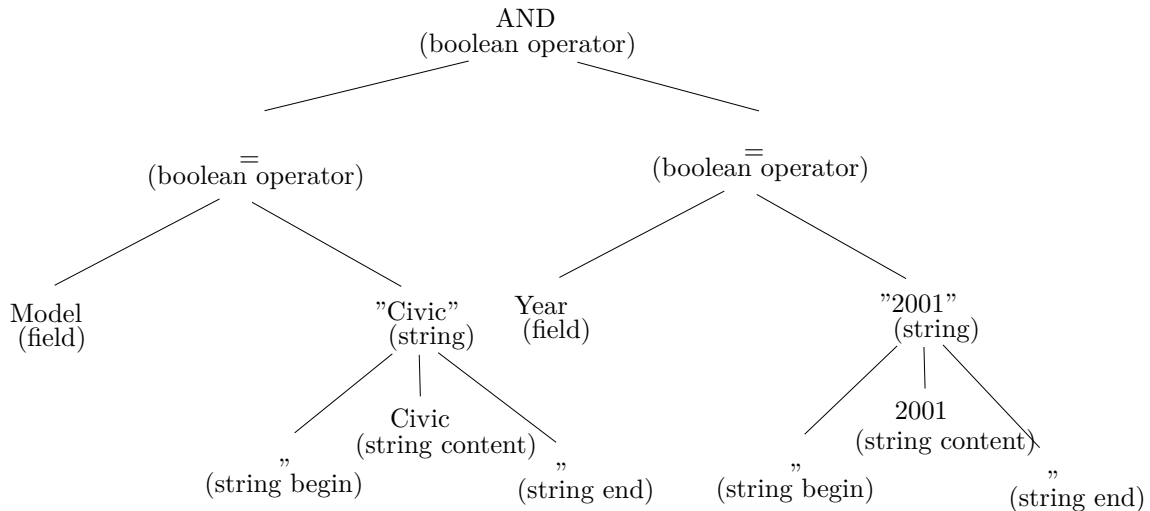 AND
(boolean operator)
=
(boolean operator)
=
(boolean operator)
Model
(field)
”Civic”
(string)
Year
(field)
”2001”
(string)
Civic
(string content)
2001
(string content)
”
(string begin)
”
(string end)
”
(string begin)
”
(string end)